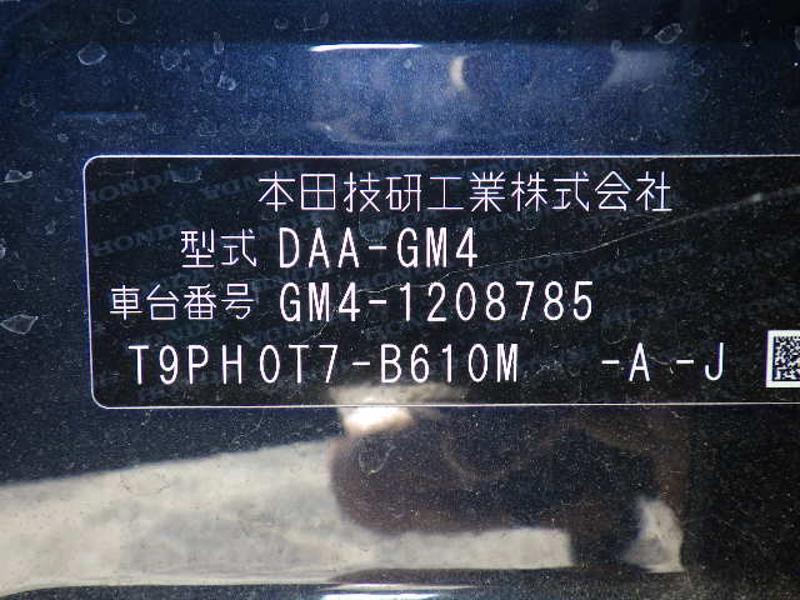 本田技研工業株式会社
型式 DAA-GM4
車台番号 GM4-1208785
T9PH0T7-B610M -A -J